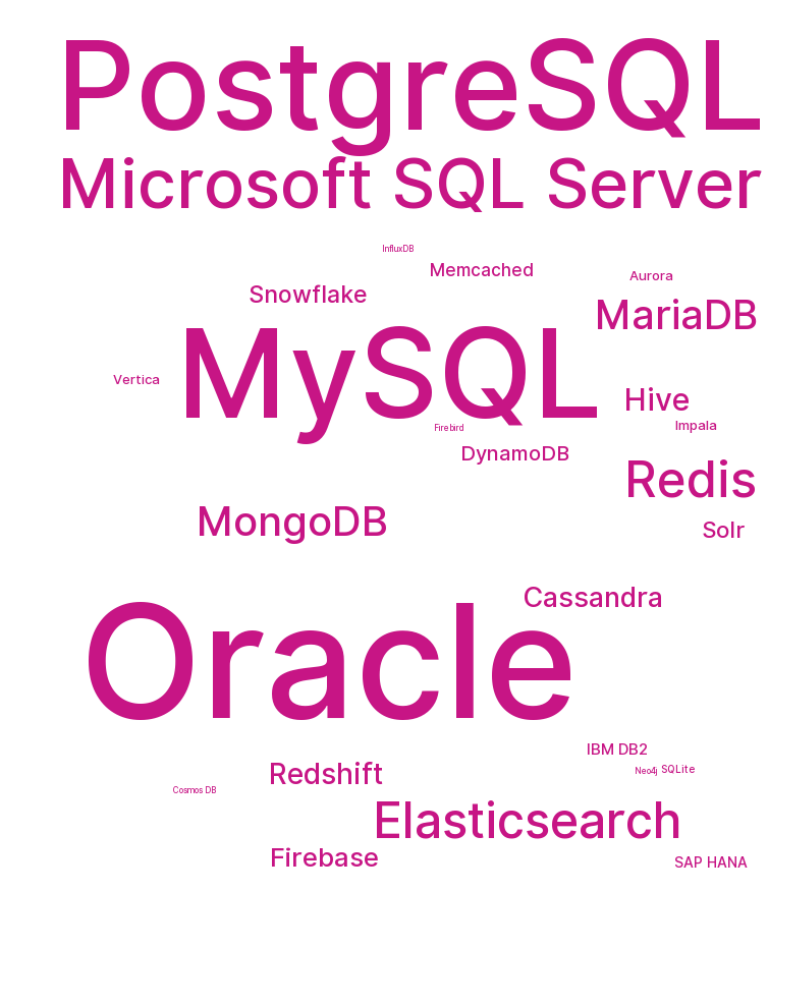 PostgreSQL
Microsoft SQL Server
InfluxDB
Memcached
Aurora
Snowflake
MariaDB
MySQL
Vertica
Hive
Impala
Firebird
DynamoDB
Redis
MongoDB
Solr
Cassandra
Oracle
IBM DB2
Neo4j
SQLite
Redshift
Cosmos DB
Elasticsearch
Firebase
SAP HANA